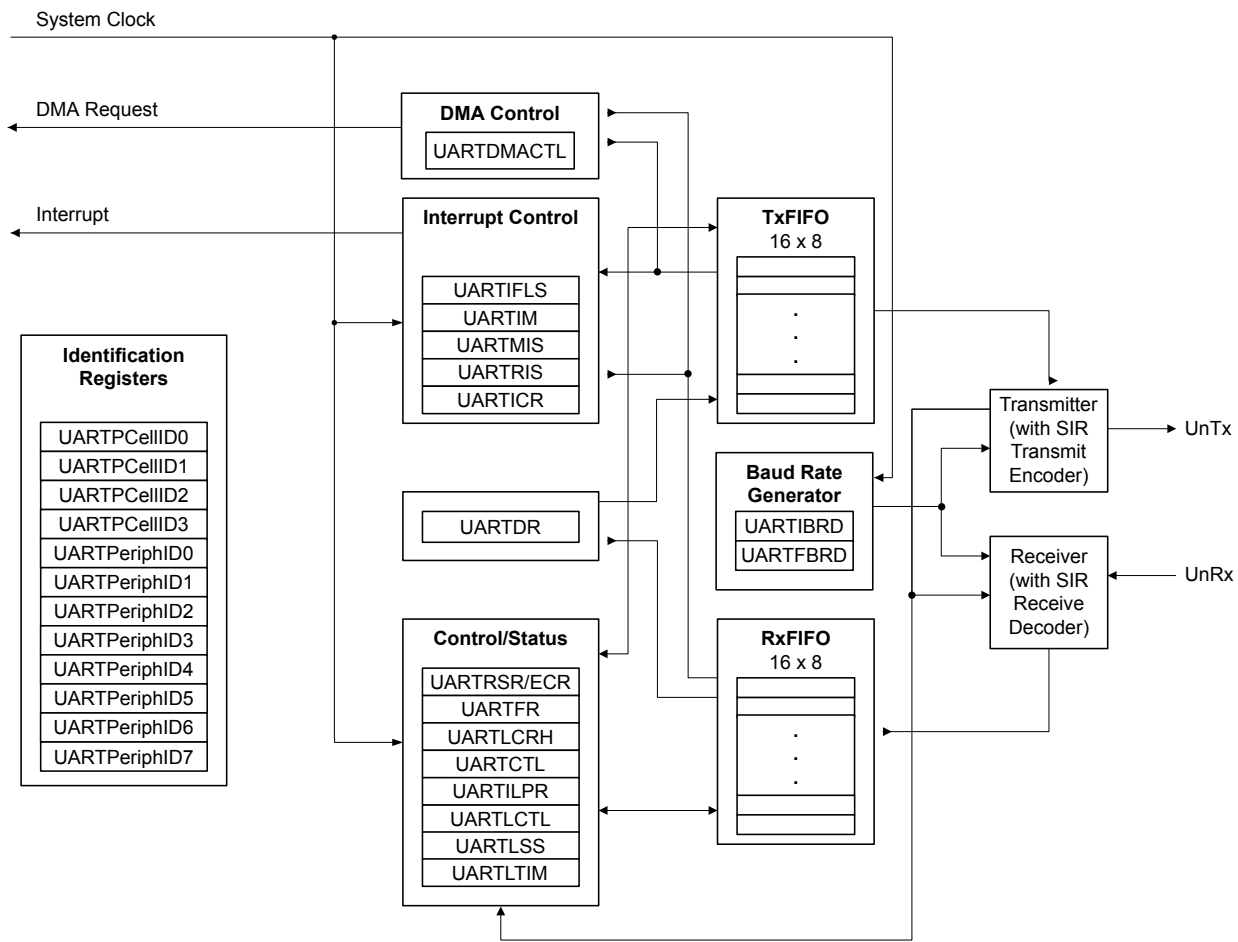 System Clock
DMA Request
Interrupt
DMA Control
UARTDMACTL
Interrupt Control
UARTIFLS
UARTIM
UARTMIS
UARTRIS
UARTICR
TxFIFO
16 x 8
.
.
.
Identification
Registers
UARTPCellID0
UARTPCellID1
UARTPCellID2
UARTPCellID3
UARTPeriphID0
UARTPeriphID1
UARTPeriphID2
UARTPeriphID3
UARTPeriphID4
UARTPeriphID5
UARTPeriphID6
UARTPeriphID7
UARTDR
Baud Rate
Generator
UARTIBRD
UARTFBRD
Transmitter
(with SIR
Transmit
Encoder)
UnTx
Receiver
(with SIR
Receive
Decoder)
UnRx
Control/Status
UARTRSR/ECR
UARTFR
UARTLCRH
UARTCTL
UARTILPR
UARTLCTL
UARTLSS
UARTLTIM
RxFIFO
16 x 8
.
.
.